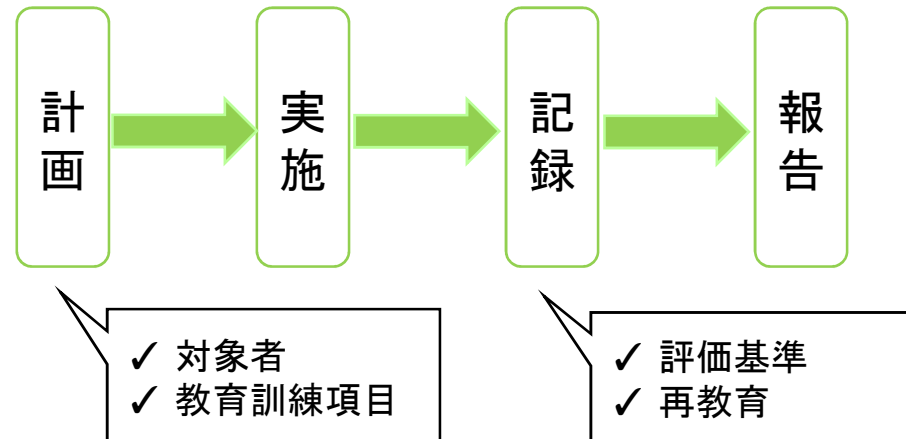 計画
実施
記録
報告
✓ 対象者
✓ 教育訓練項目
✓ 評価基準
✓ 再教育